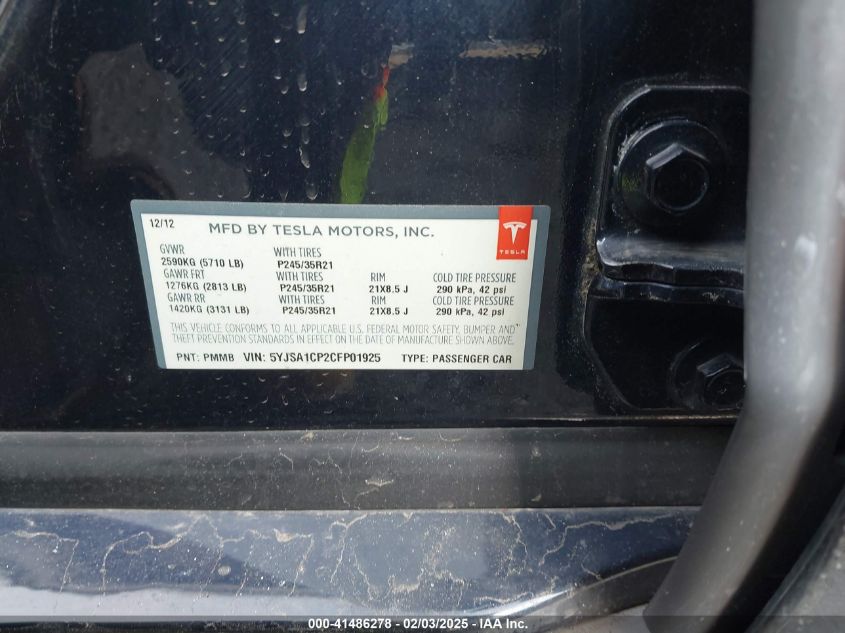 12/12 MFD BY TESLA MOTORS, INC.
TESLA
GVWR WITH TIRES
2590KG (5710 LB) P245/35R21
GAWR FRT WITH TIRES RIM COLD TIRE PRESSURE
1276KG (2813 LB) P245/35R21 21X8.5 J 290 kPa, 42 psi
GAWR RR WITH TIRES RIM COLD TIRE PRESSURE
1420KG (3131 LB) P245/35R21 21X8.5 J 290 kPa, 42 psi
THIS VEHICLE CONFORMS TO ALL APPLICABLE U.S. FEDERAL MOTOR SAFETY, BUMPER AND
THEFT PREVENTION STANDARDS IN EFFECT ON THE DATE OF MANUFACTURE SHOWN ABOVE.
PNT: PMMB VIN: 5YJSA1CP2CFP01925 TYPE: PASSENGER CAR
000-41486278 - 02/03/2025 - IAA Corp.